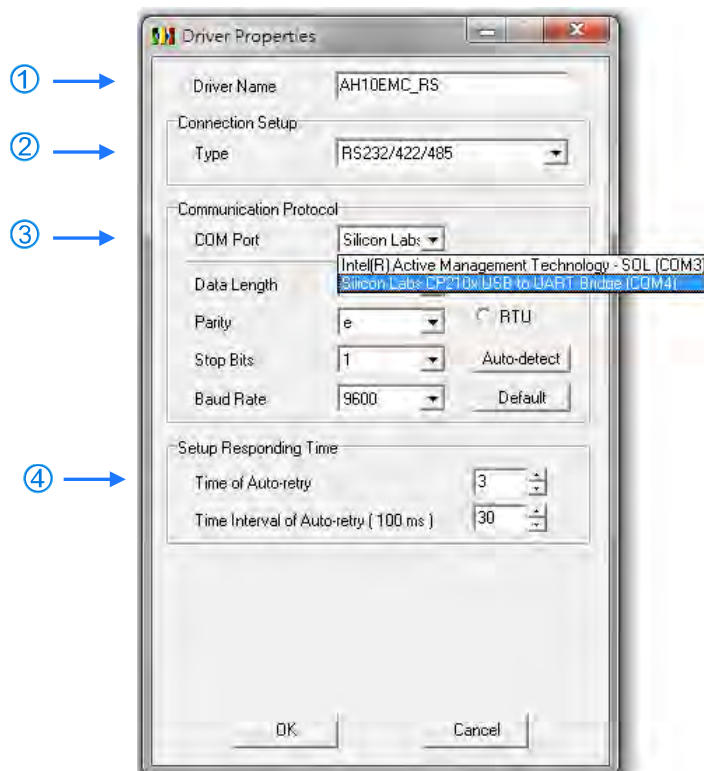 Driver Properties
① Driver Name AH10EMC_RS
Connection Setup
② Type RS232/422/485
Communication Protocol
③ COM Port Silicon Labs
Intel(R) Active Management Technology - SOL (COM3)
Silicon Labs CP210x USB to UART Bridge (COM4)
Data Length
Parity e RTU
Stop Bits 1 Auto-detect
Baud Rate 9600 Default
Setup Responding Time
④ Time of Auto-retry 3
Time Interval of Auto-retry ( 100 ms ) 30
OK Cancel